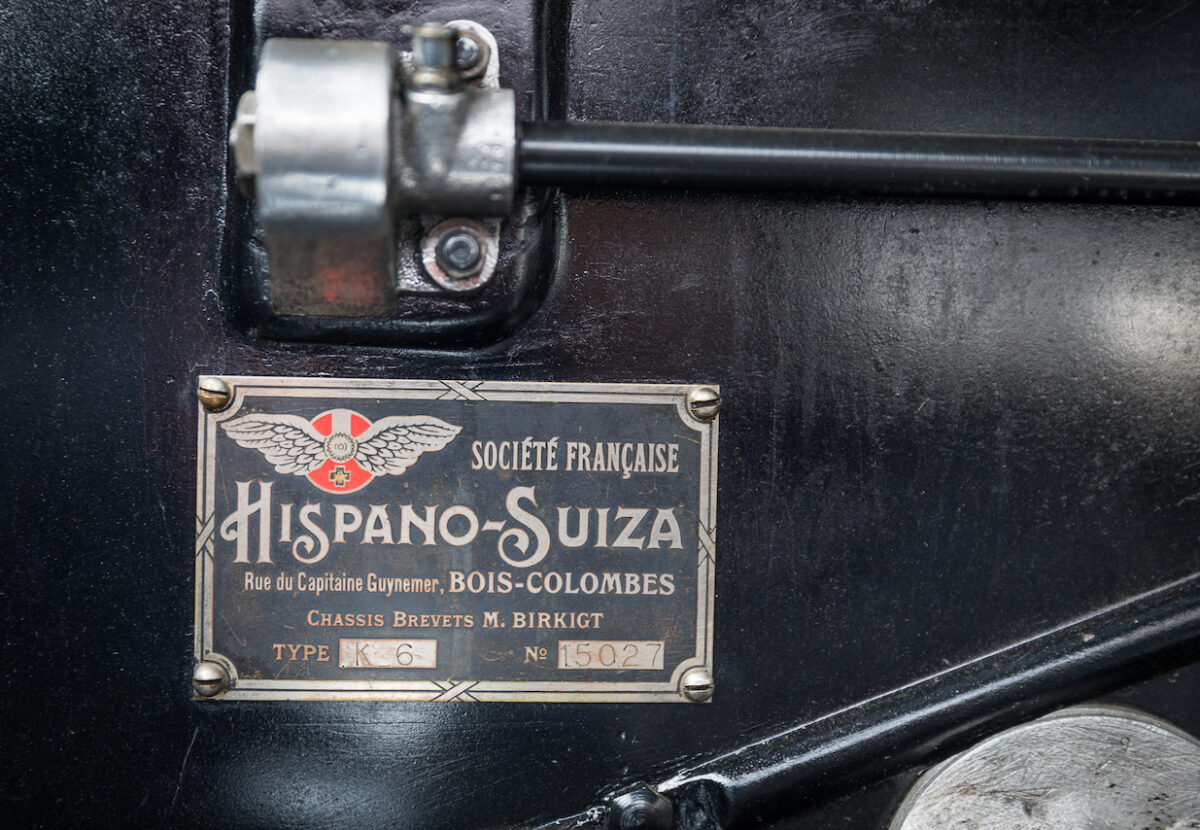 SOCIÉTÉ FRANÇAISE
HISPANO-SUIZA
Rue du Capitaine Guynemer, BOIS-COLOMBES
CHASSIS BREVETS M. BIRKIGT
TYPE K 6 Nº 15027